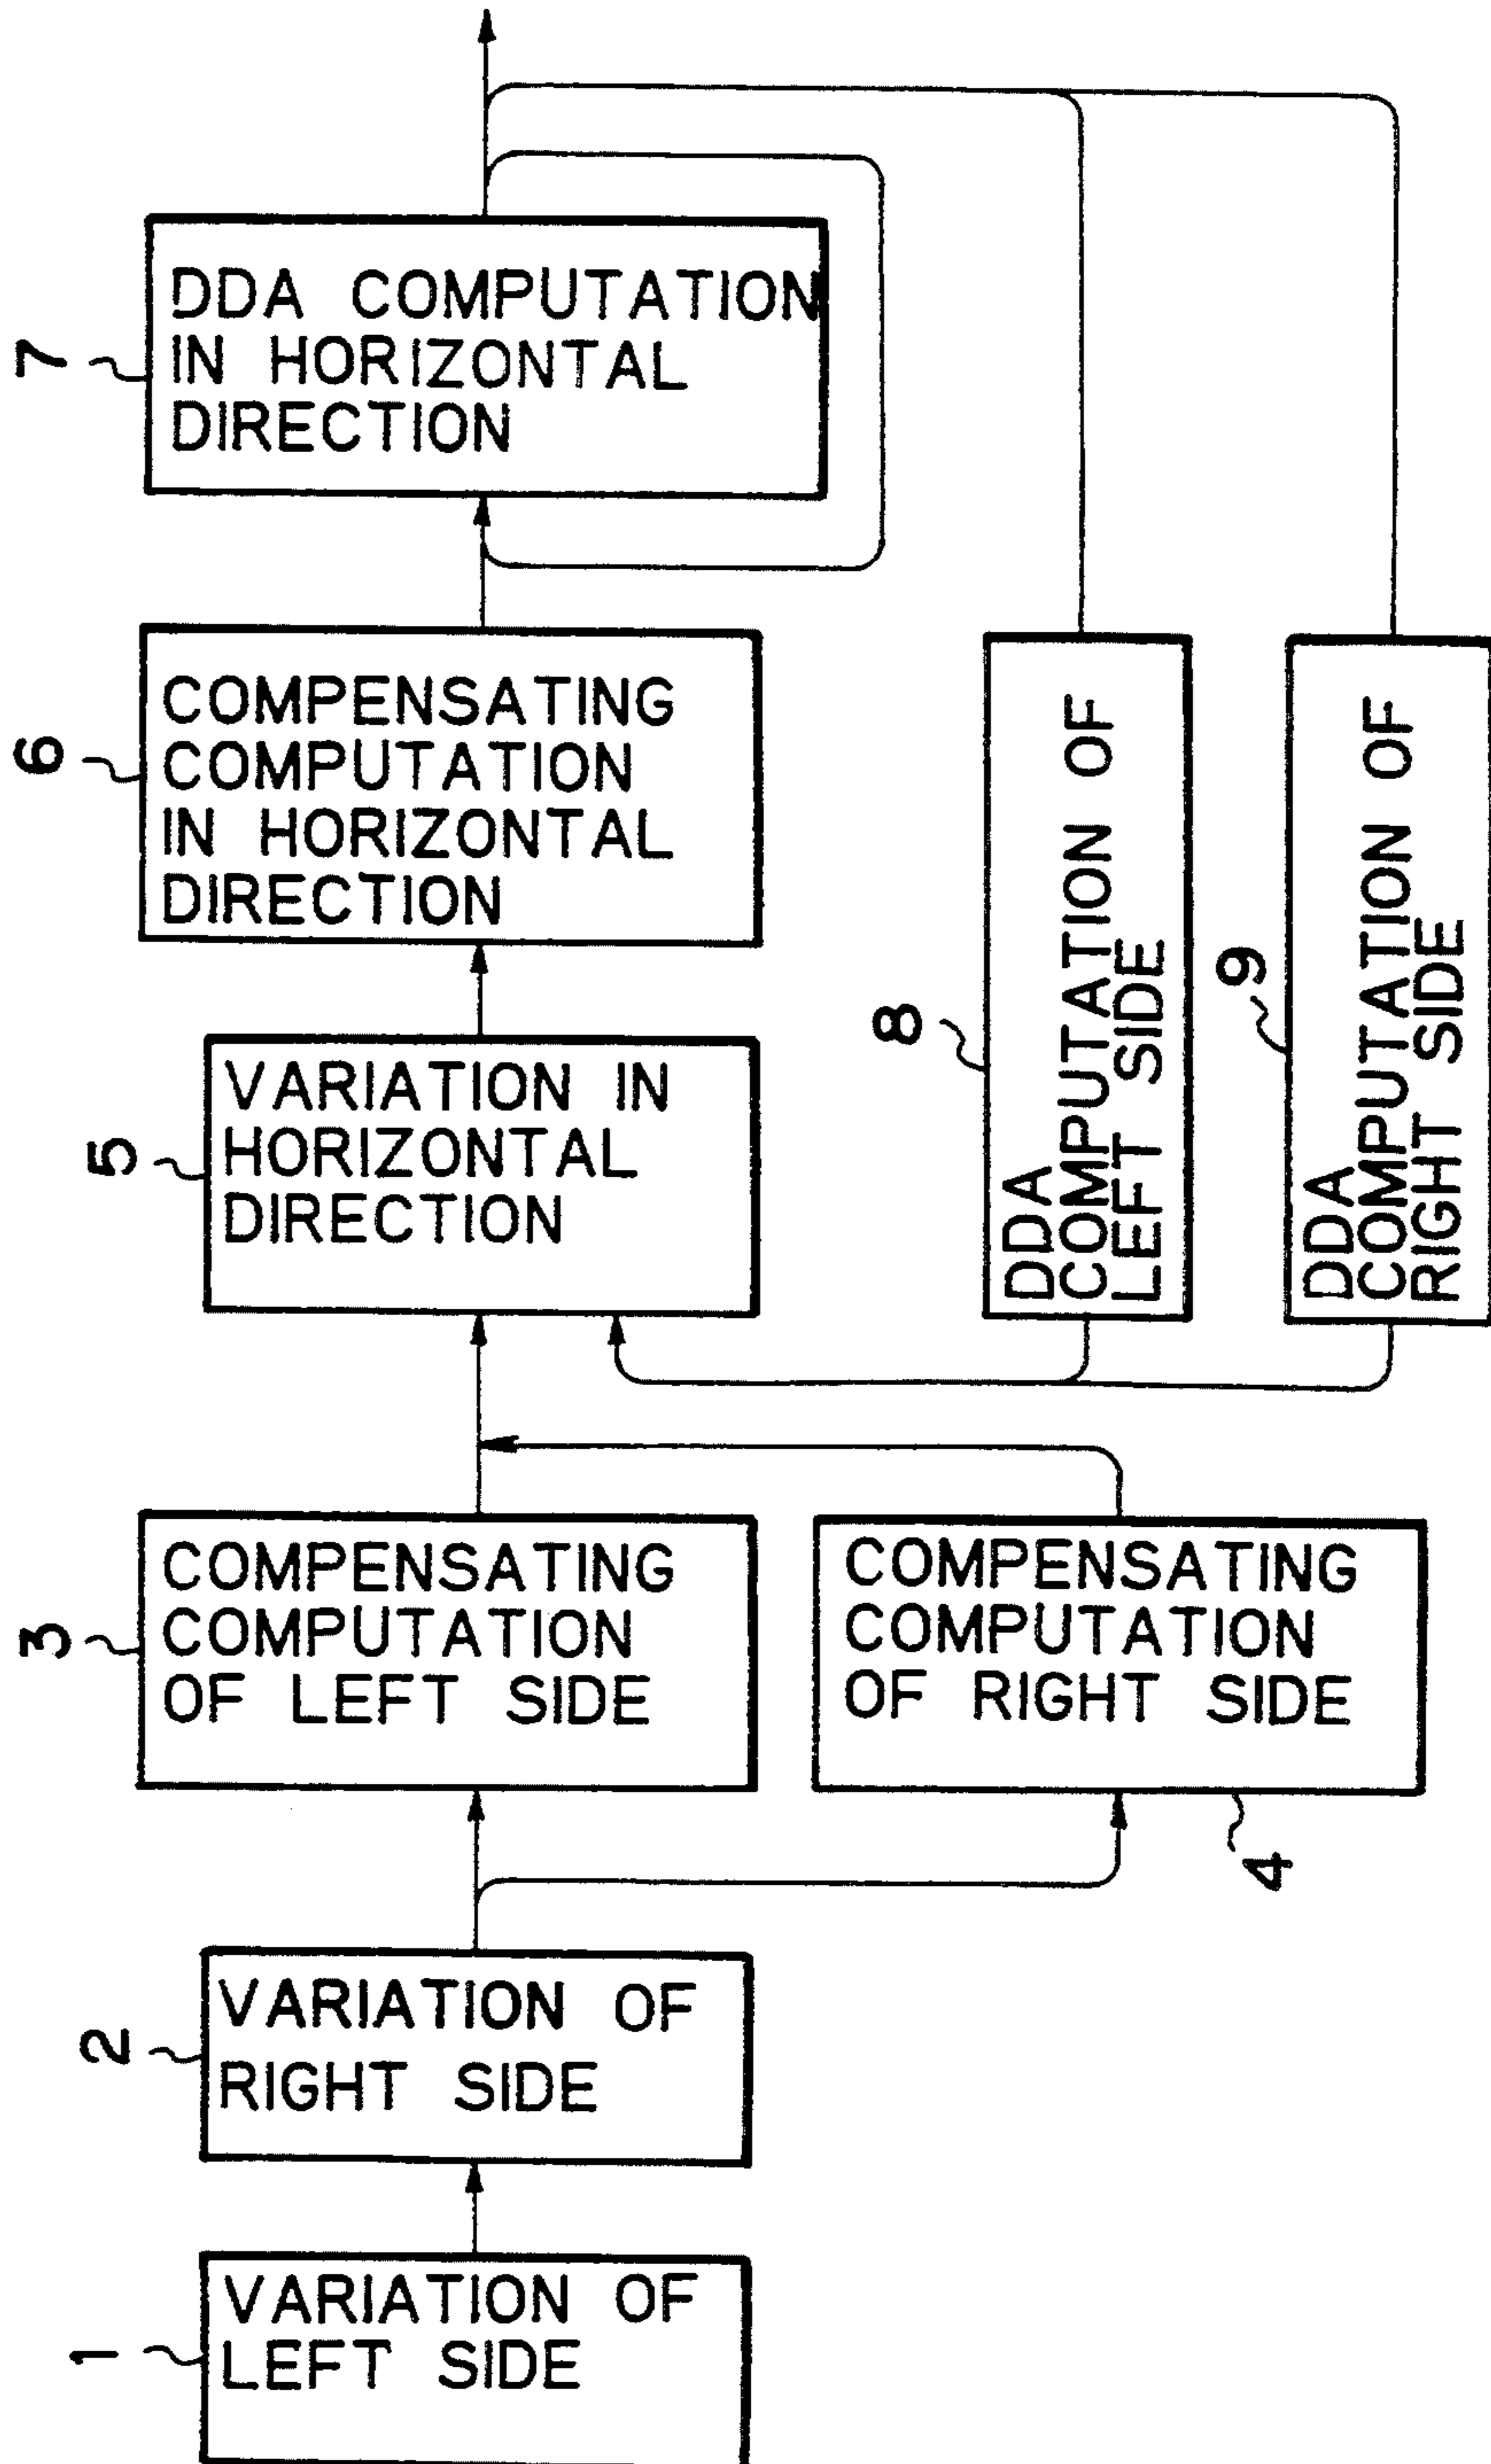 1
VARIATION OF
LEFT SIDE
2
VARIATION OF
RIGHT SIDE
3
COMPENSATING
COMPUTATION
OF LEFT SIDE
4
COMPENSATING
COMPUTATION
OF RIGHT SIDE
5
VARIATION IN
HORIZONTAL
DIRECTION
6
COMPENSATING
COMPUTATION
IN HORIZONTAL
DIRECTION
7
DDA COMPUTATION
IN HORIZONTAL
DIRECTION
8
DDA
COMPUTATION OF
LEFT SIDE
9
DDA
COMPUTATION OF
RIGHT SIDE